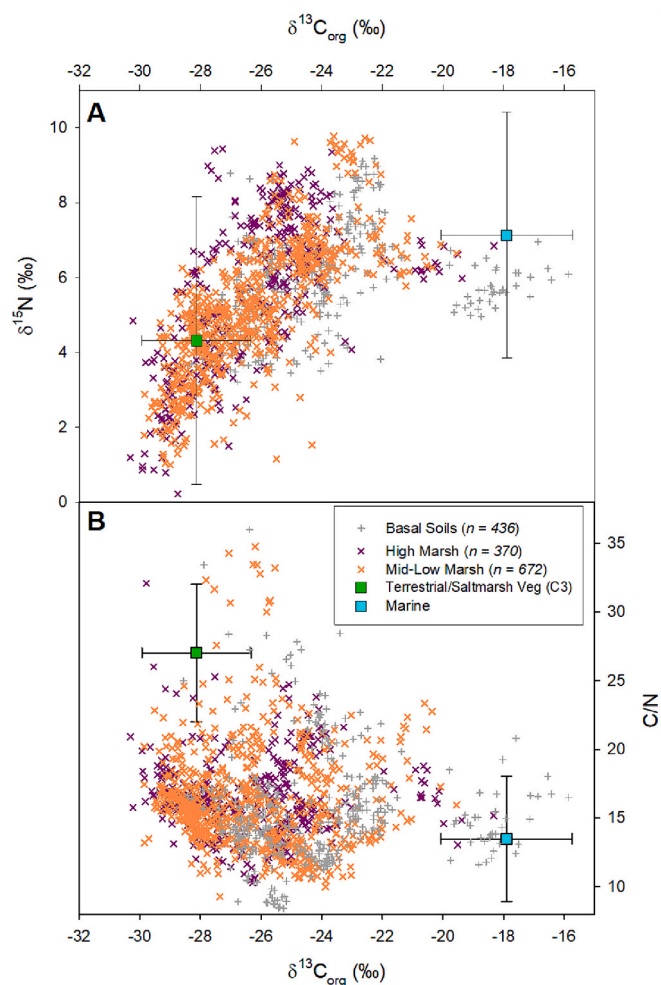 δ13Corg (‰)
-32 -30 -28 -26 -24 -22 -20 -18 -16
A
10
8
6
4
2
0
δ15N (‰)
B
Basal Soils (n = 436)
High Marsh (n = 370)
Mid-Low Marsh (n = 672)
Terrestrial/Saltmarsh Veg (C3)
Marine
35
30
25
20
15
10
C/N
-32 -30 -28 -26 -24 -22 -20 -18 -16
δ13Corg (‰)